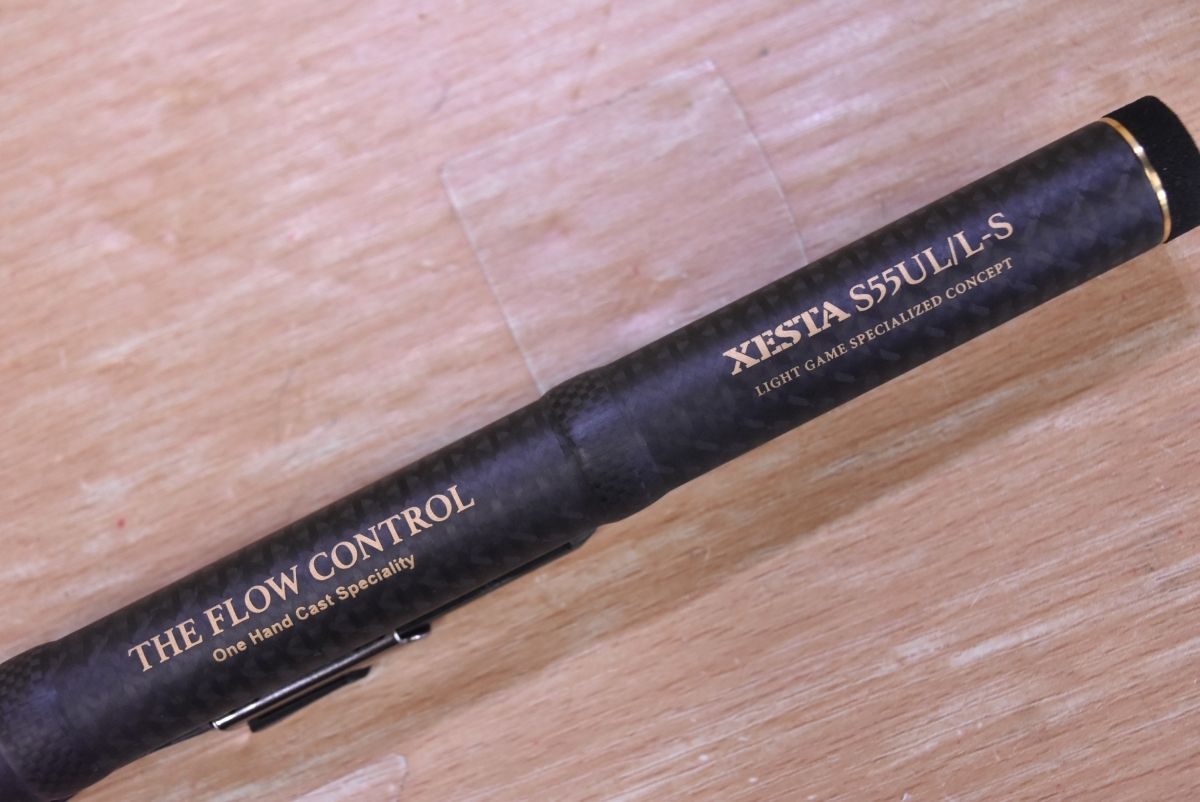 THE FLOW CONTROL
One Hand Cast Speciality
XESTA S55UL/L-S
LIGHT GAME SPECIALIZED CONCEPT